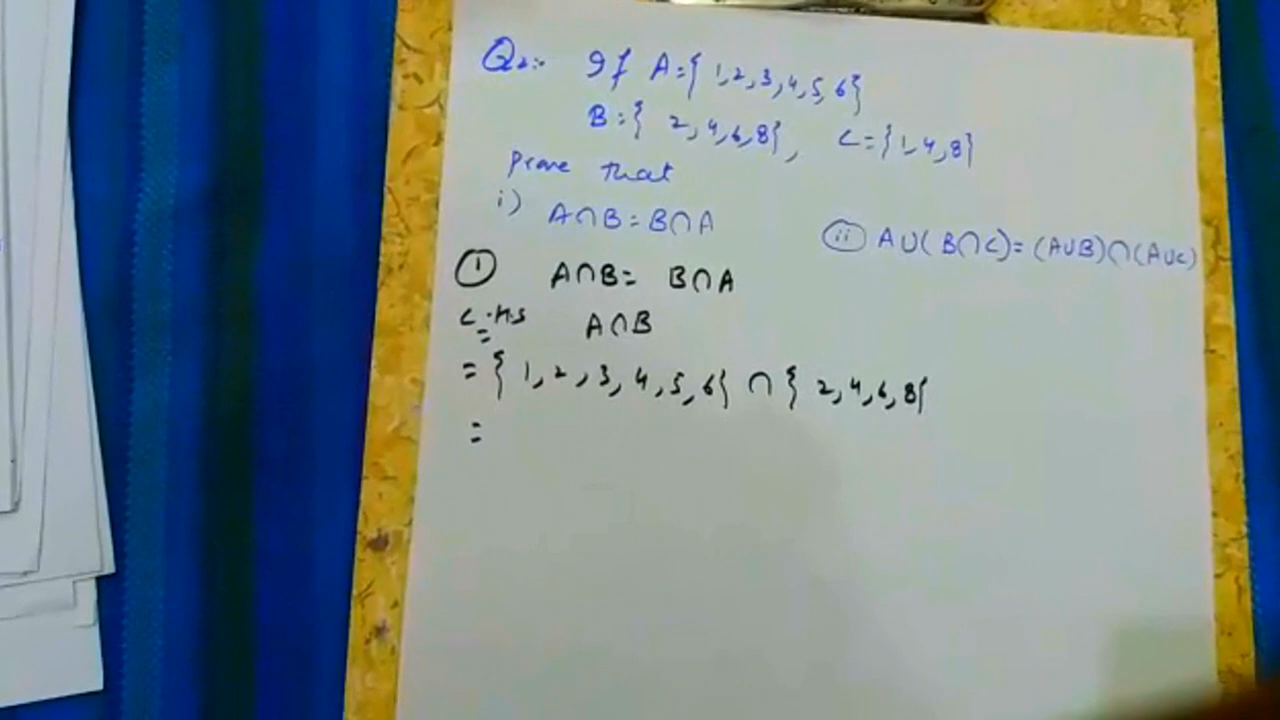 Q2:- If A={1,2,3,4,5,6}
B={2,4,6,8}, C={1,4,8}
prove that
i) A∩B=B∩A
ii A∪(B∩C)=(A∪B)∩(A∪C)
1 A∩B= B∩A
L.H.S A∩B
={1,2,3,4,5,6}∩{2,4,6,8}
=